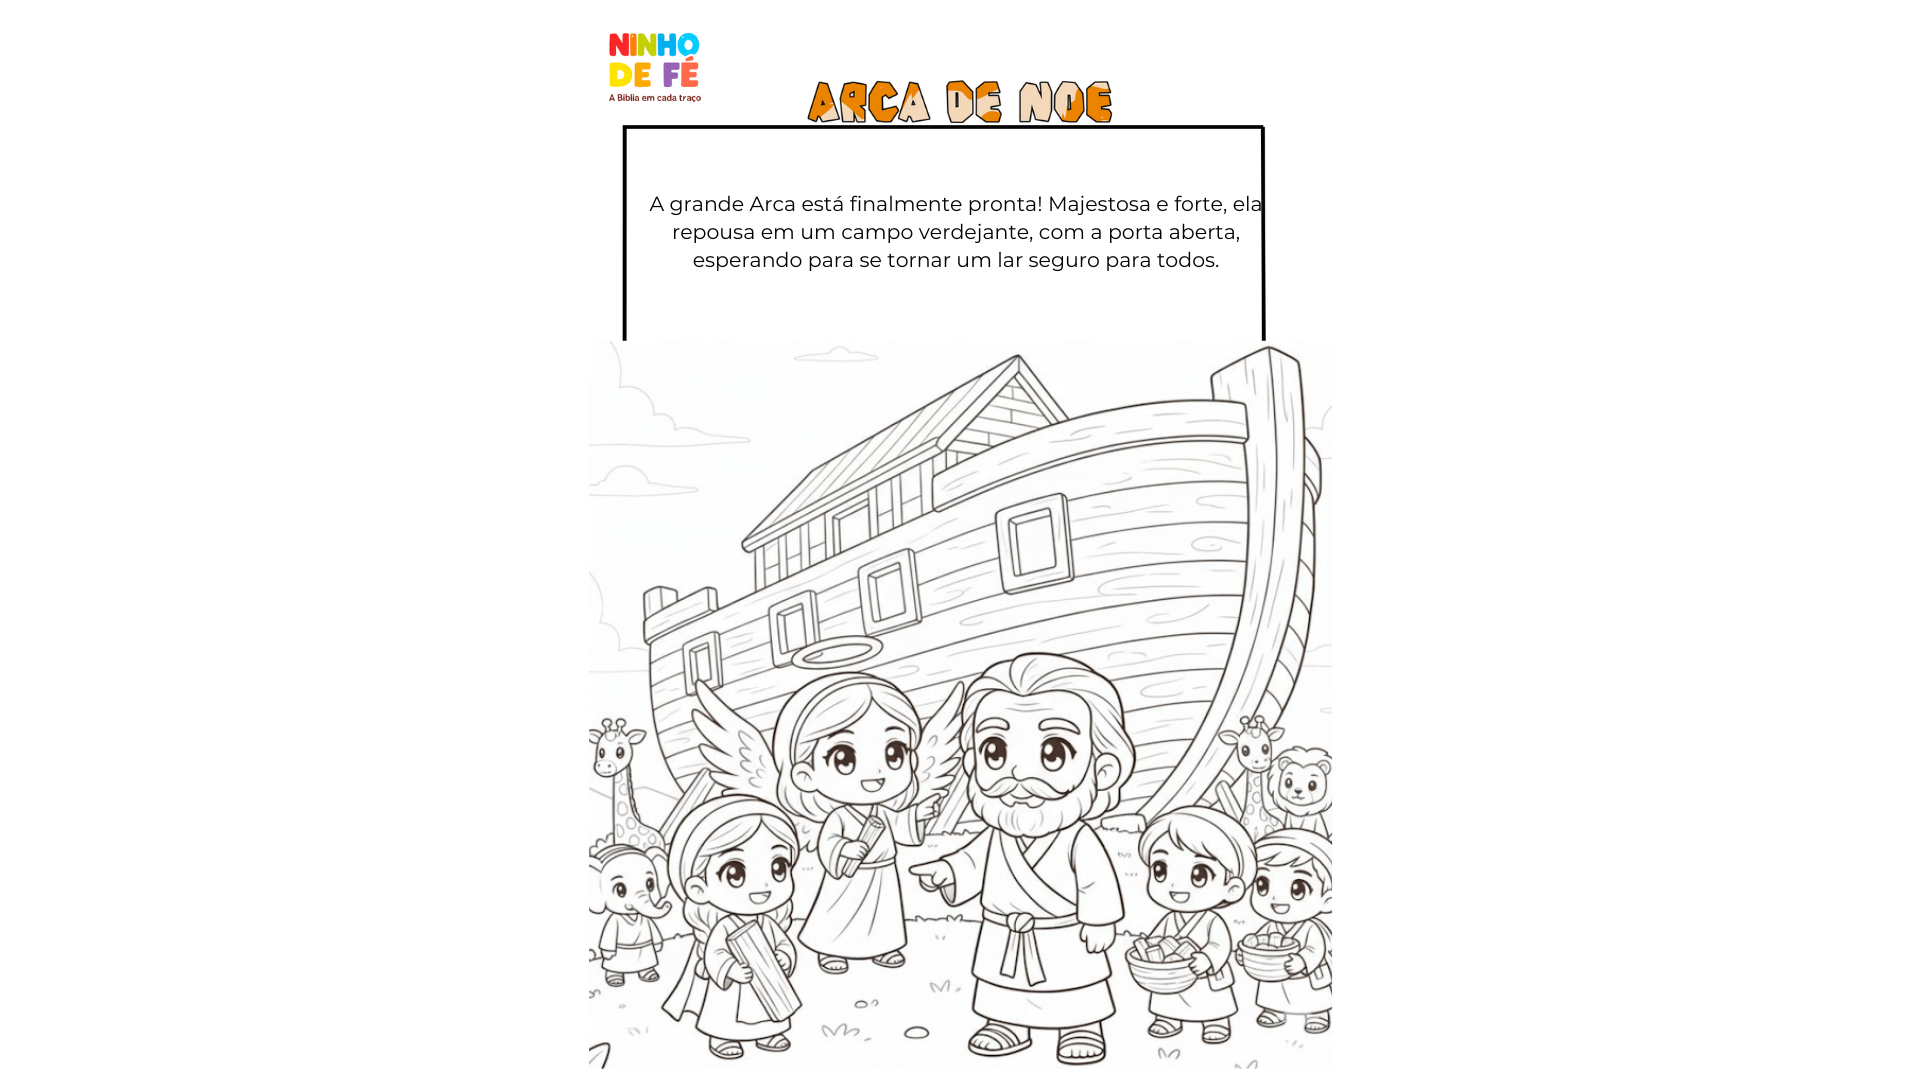 NINHO
DE FÉ
A Bíblia em cada traço
ARCA DE NOE
A grande Arca está finalmente pronta! Majestosa e forte, ela
repousa em um campo verdejante, com a porta aberta,
esperando para se tornar um lar seguro para todos.